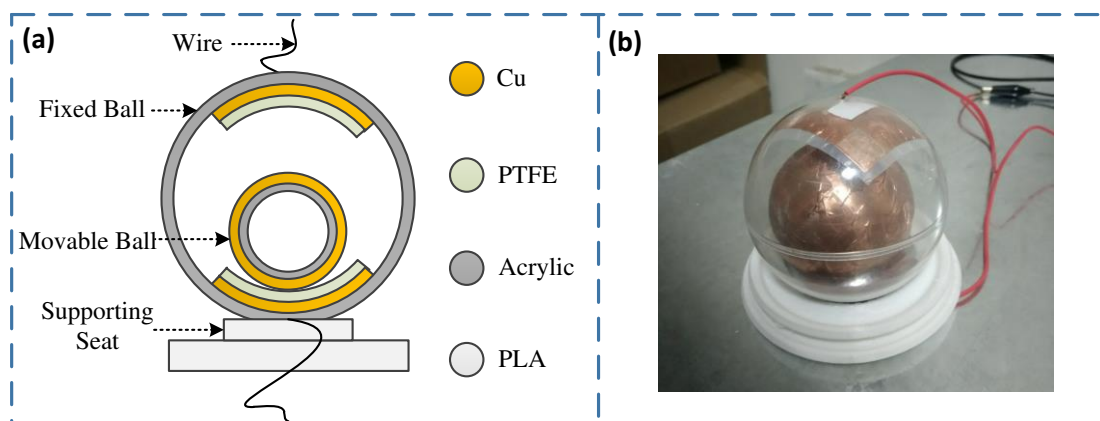 (a)
Wire
Fixed Ball
Movable Ball
Supporting
Seat
Cu
PTFE
Acrylic
PLA
(b)